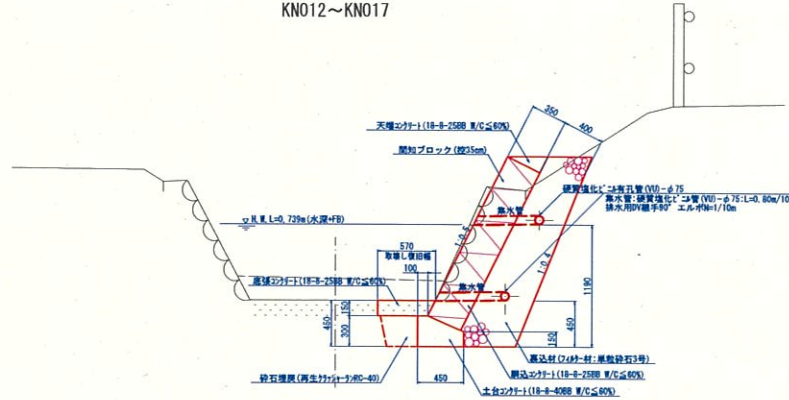 KN012～KN017
350
400
天端コンクリート(18-8-25BB W/C≦60%)
間知ブロック(控35cm)
硬質塩化ビニル有孔管(VU)-φ75
集水管:硬質塩化ビニル管(VU)-φ75:L=0.60m/10
排水用DV継手90° エルボN=1/10m
集水管
▽H.W.L=0.739m(水深+FB)
1:0.5
570
取壊し復旧幅
100
1:0.4
1190
集水管
底張コンクリート(18-8-25BB W/C≦60%)
150
450
300
450
150
裏込材(フィルター材:単粒砕石3号)
胴込コンクリート(18-8-25BB W/C≦60%)
砕石埋戻(再生クラッシャーランRC-40)
450
土台コンクリート(18-8-40BB W/C≦60%)